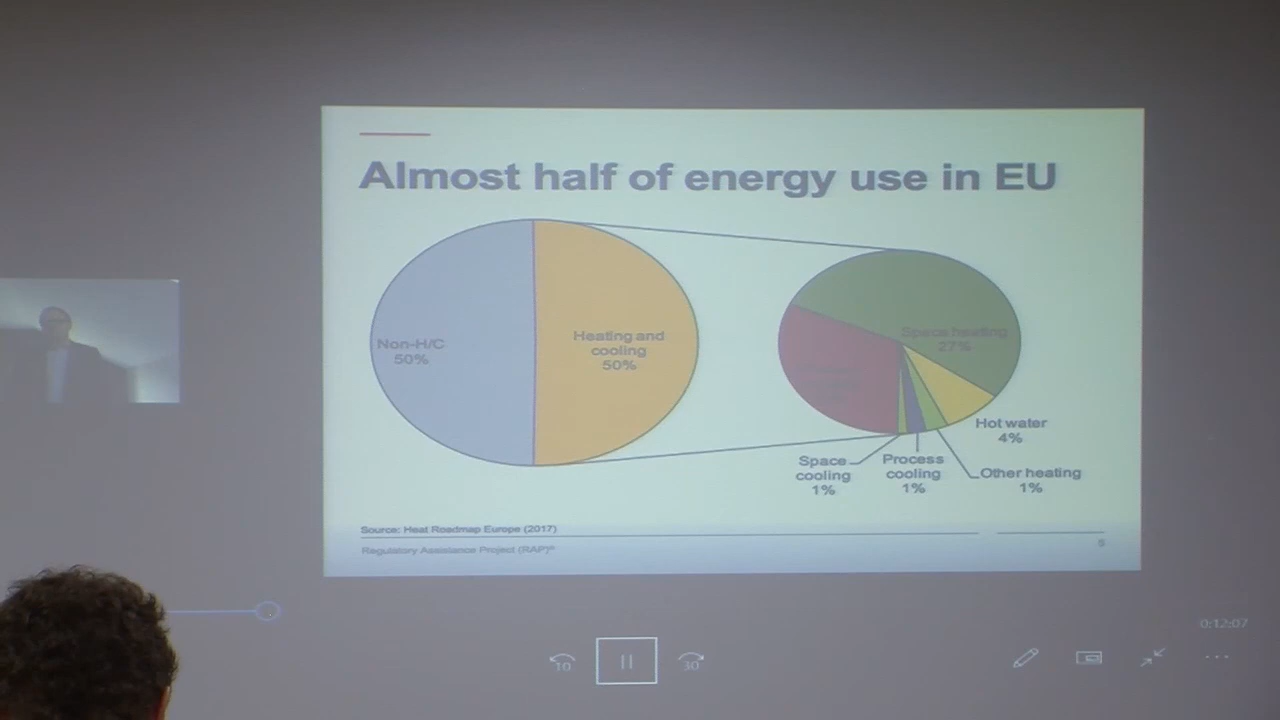 Almost half of energy use in EU
Non-H/C
50%
Heating and
cooling
50%
Space heating
27%
Hot water
4%
Other heating
1%
Process
cooling
1%
Space
cooling
1%
Source: Heat Roadmap Europe (2017)
Regulatory Assistance Project (RAP)®
0:12:07
10
30